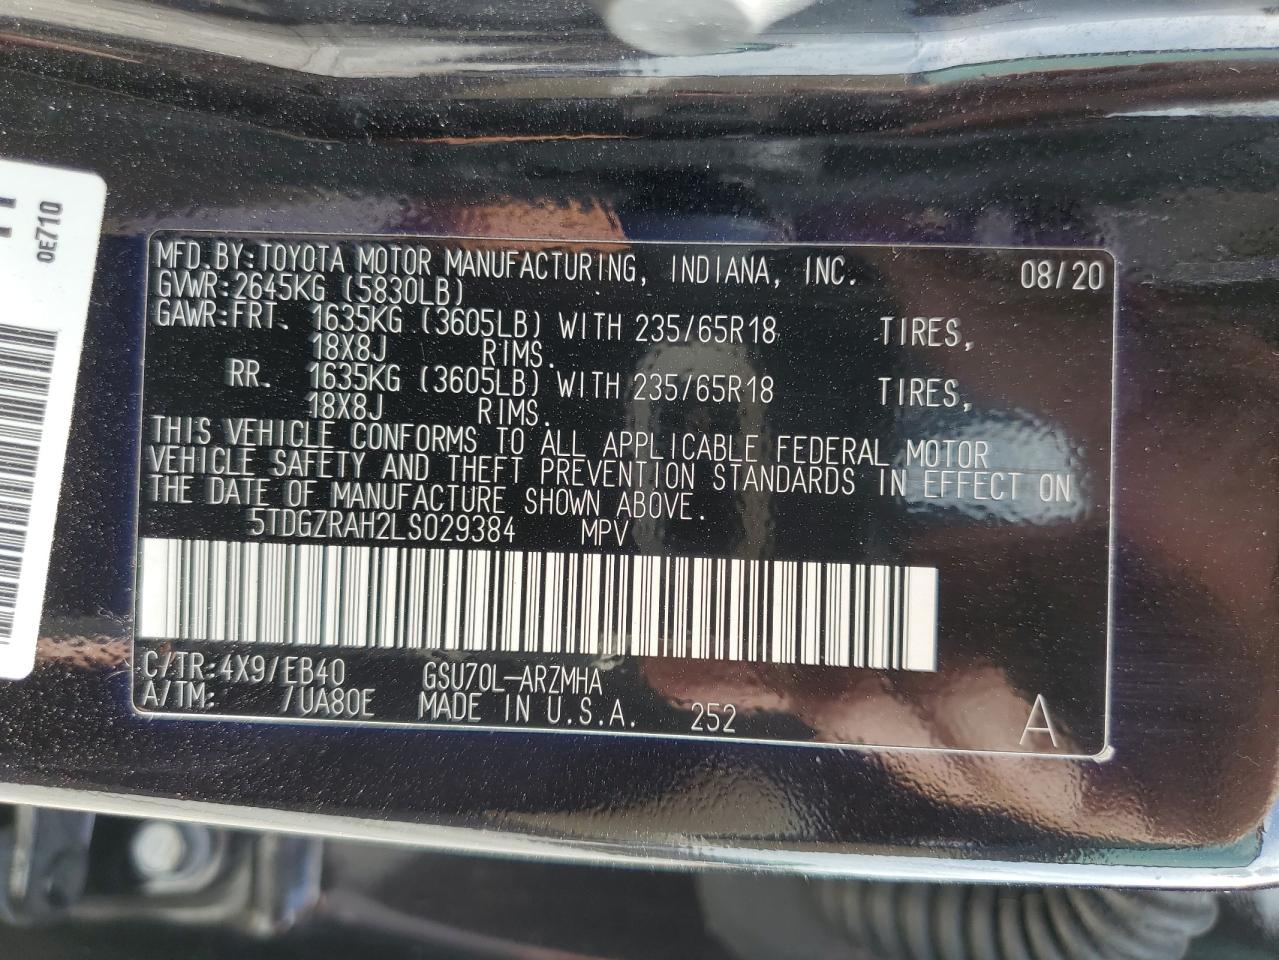 0E710
MFD.BY:TOYOTA MOTOR MANUFACTURING, INDIANA, INC. 08/20
GVWR:2645KG (5830LB)
GAWR:FRT. 1635KG (3605LB) WITH 235/65R18 TIRES,
18X8J RIMS.
RR. 1635KG (3605LB) WITH 235/65R18 TIRES,
18X8J RIMS.
THIS VEHICLE CONFORMS TO ALL APPLICABLE FEDERAL MOTOR
VEHICLE SAFETY AND THEFT PREVENTION STANDARDS IN EFFECT ON
THE DATE OF MANUFACTURE SHOWN ABOVE.
5TDGZRAH2LS029384 MPV
C/TR:4X9/EB40 GSU70L-ARZMHA
A/TM: /UA80E MADE IN U.S.A. 252 A